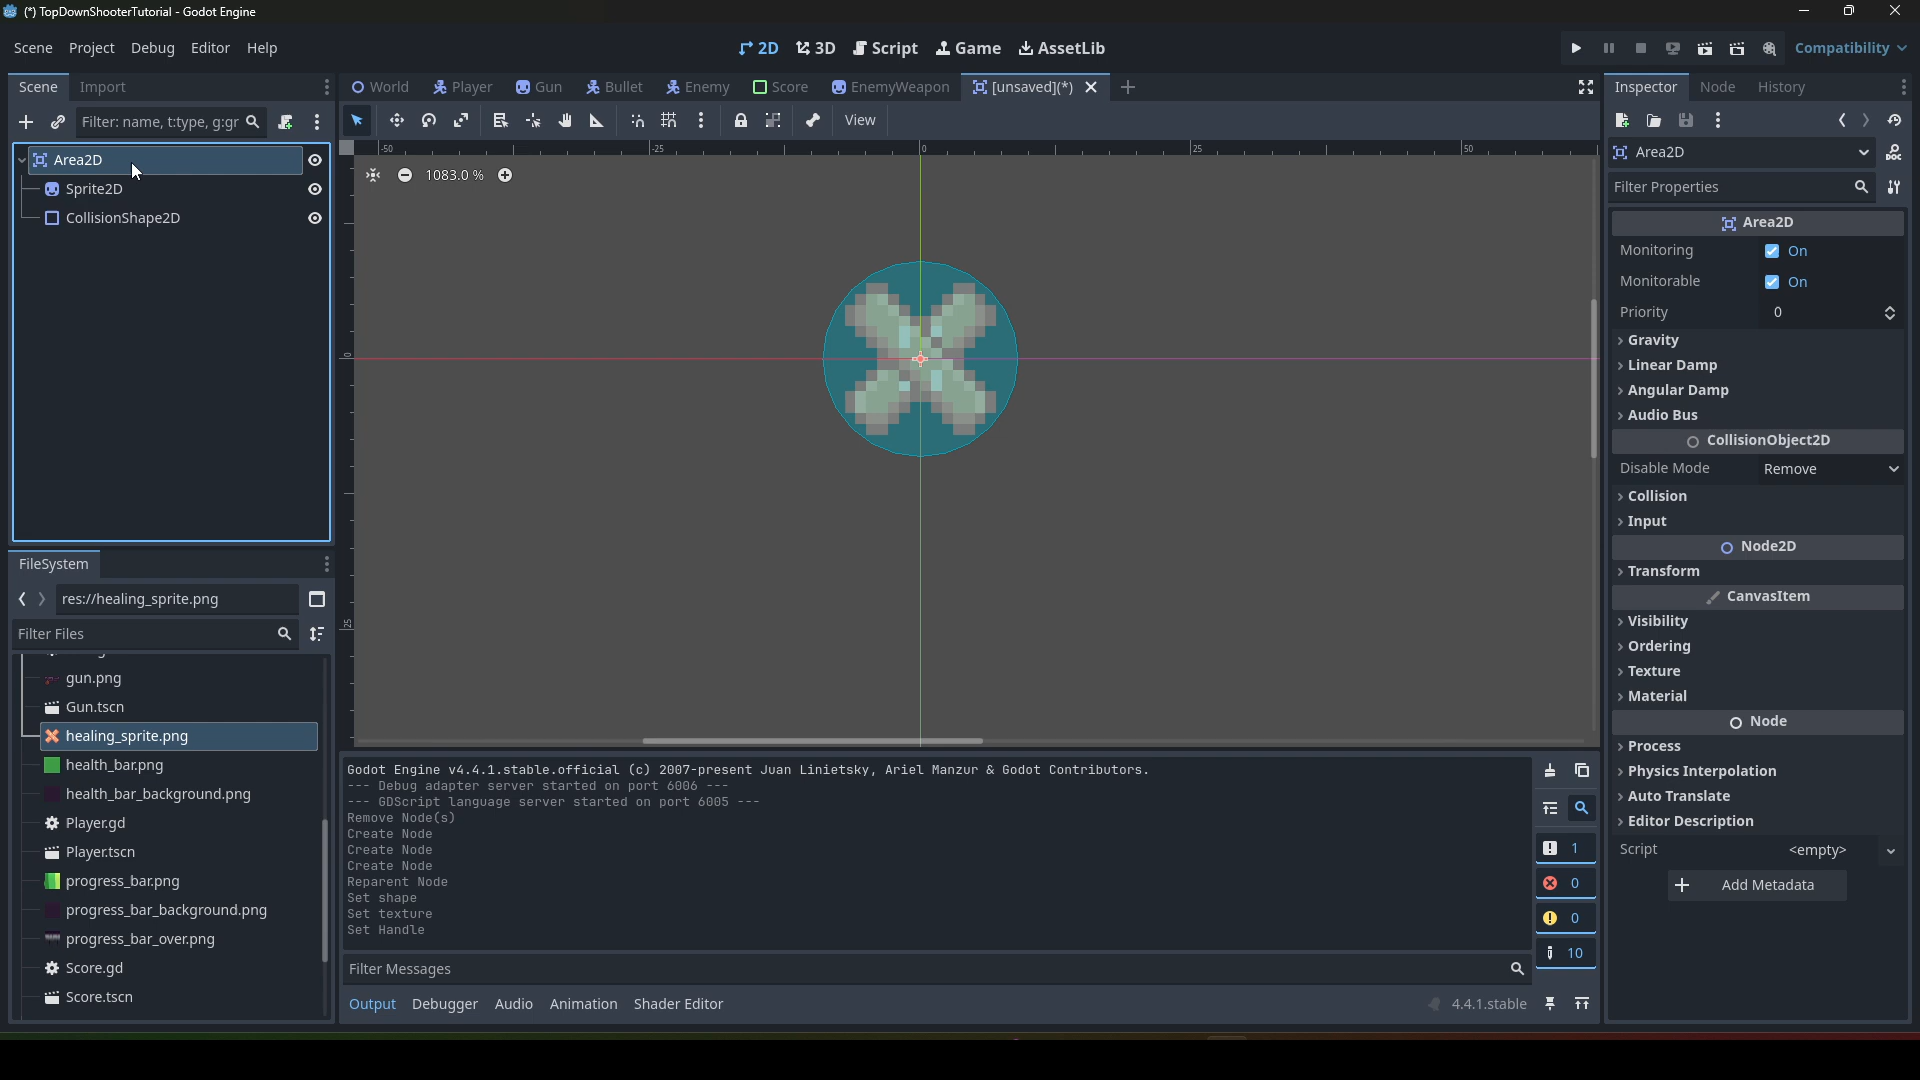 (*) TopDownShooterTutorial - Godot Engine
Scene Project Debug Editor Help
2D 3D Script Game AssetLib
Compatibility
Scene Import
World Player Gun Bullet Enemy Score EnemyWeapon [unsaved](*)
Inspector Node History
Filter: name, t:type, g:gr
View
Area2D
Sprite2D
CollisionShape2D
-50 -25 0 25 50
1083.0 %
0
25
FileSystem
res://healing_sprite.png
Filter Files
gun.png
Gun.tscn
healing_sprite.png
health_bar.png
health_bar_background.png
Player.gd
Player.tscn
progress_bar.png
progress_bar_background.png
progress_bar_over.png
Score.gd
Score.tscn
Godot Engine v4.4.1.stable.official (c) 2007-present Juan Linietsky, Ariel Manzur & Godot Contributors.
--- Debug adapter server started on port 6006 ---
--- GDScript language server started on port 6005 ---
Remove Node(s)
Create Node
Create Node
Create Node
Reparent Node
Set shape
Set texture
Set Handle
1
0
0
10
Filter Messages
Output Debugger Audio Animation Shader Editor
4.4.1.stable
Area2D
Filter Properties
Area2D
Monitoring On
Monitorable On
Priority 0
Gravity
Linear Damp
Angular Damp
Audio Bus
CollisionObject2D
Disable Mode Remove
Collision
Input
Node2D
Transform
CanvasItem
Visibility
Ordering
Texture
Material
Node
Process
Physics Interpolation
Auto Translate
Editor Description
Script <empty>
Add Metadata